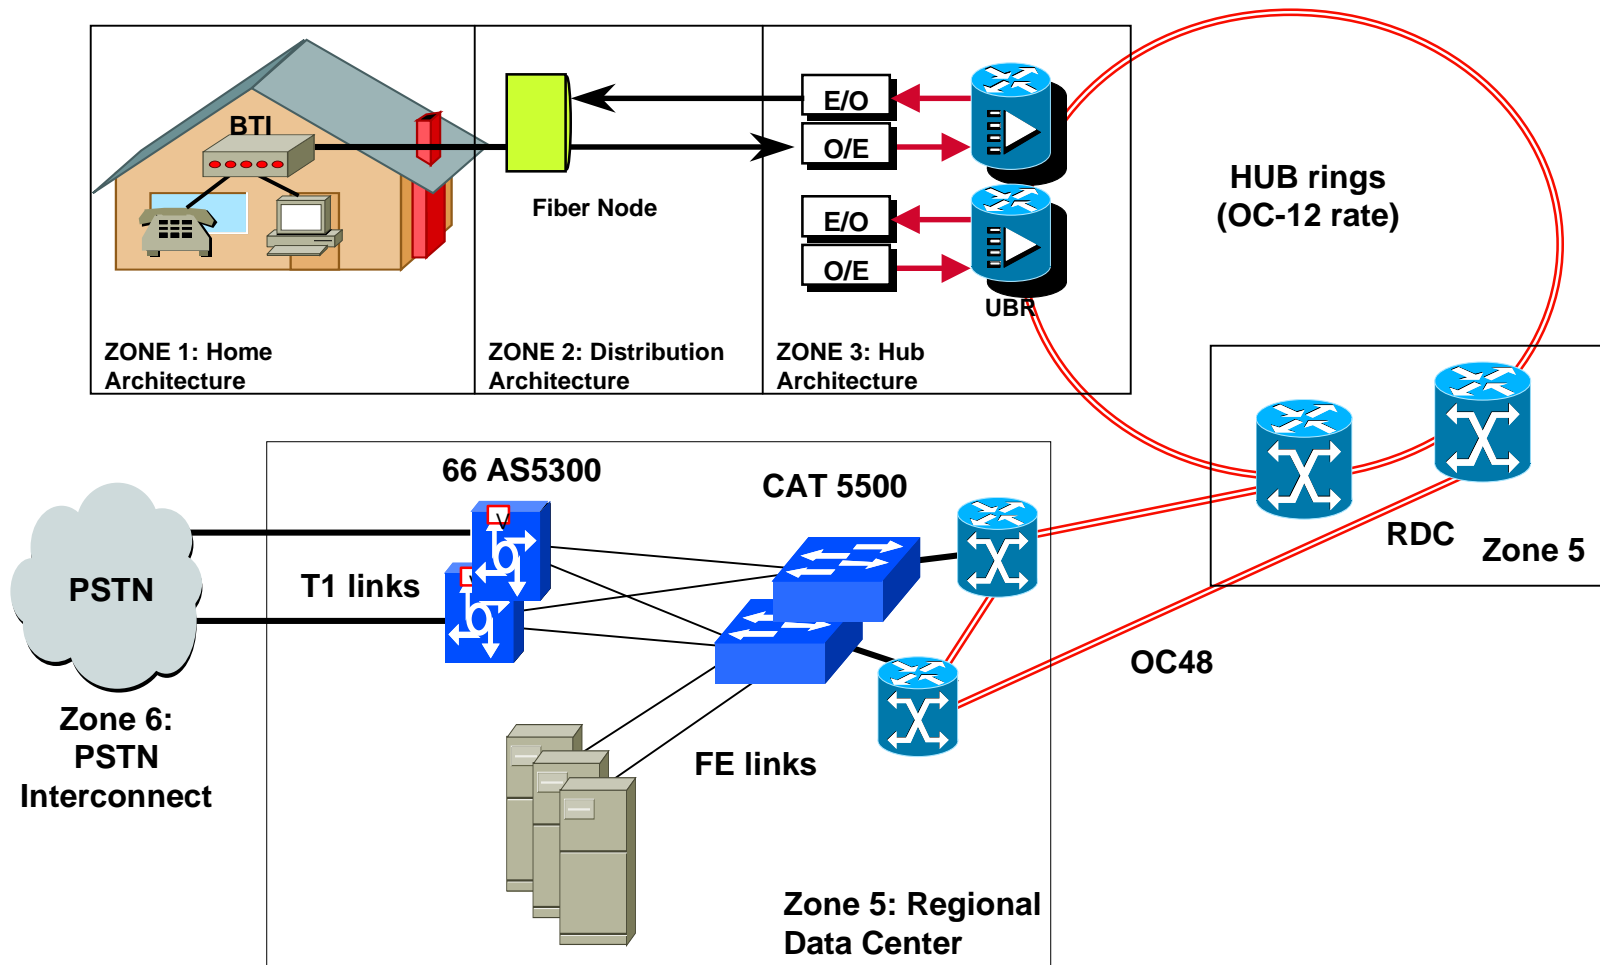 BTI
ZONE 1: Home
Architecture
Fiber Node
ZONE 2: Distribution
Architecture
E/O
O/E
E/O
O/E
UBR
ZONE 3: Hub
Architecture
HUB rings
(OC-12 rate)
RDC
Zone 5
OC48
66 AS5300
CAT 5500
V
V
T1 links
PSTN
Zone 6:
PSTN
Interconnect
FE links
Zone 5: Regional
Data Center